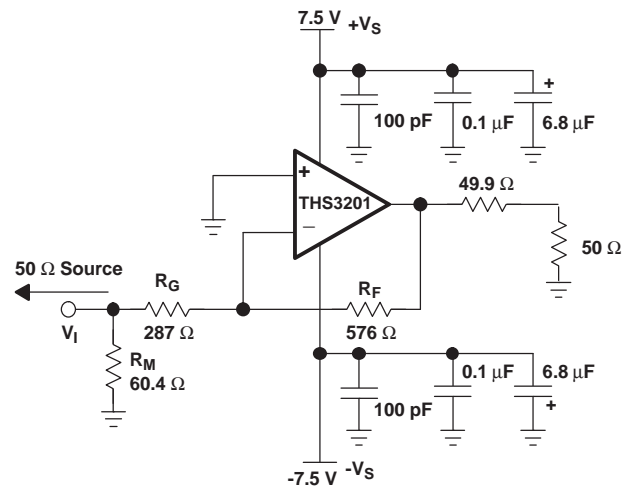 7.5 V
+VS
+
100 pF
0.1 μF
6.8 μF
+
THS3201
−
49.9 Ω
50 Ω
50 Ω Source
RG
RF
VI
287 Ω
576 Ω
RM
60.4 Ω
0.1 μF
6.8 μF
100 pF
+
-7.5 V
-VS